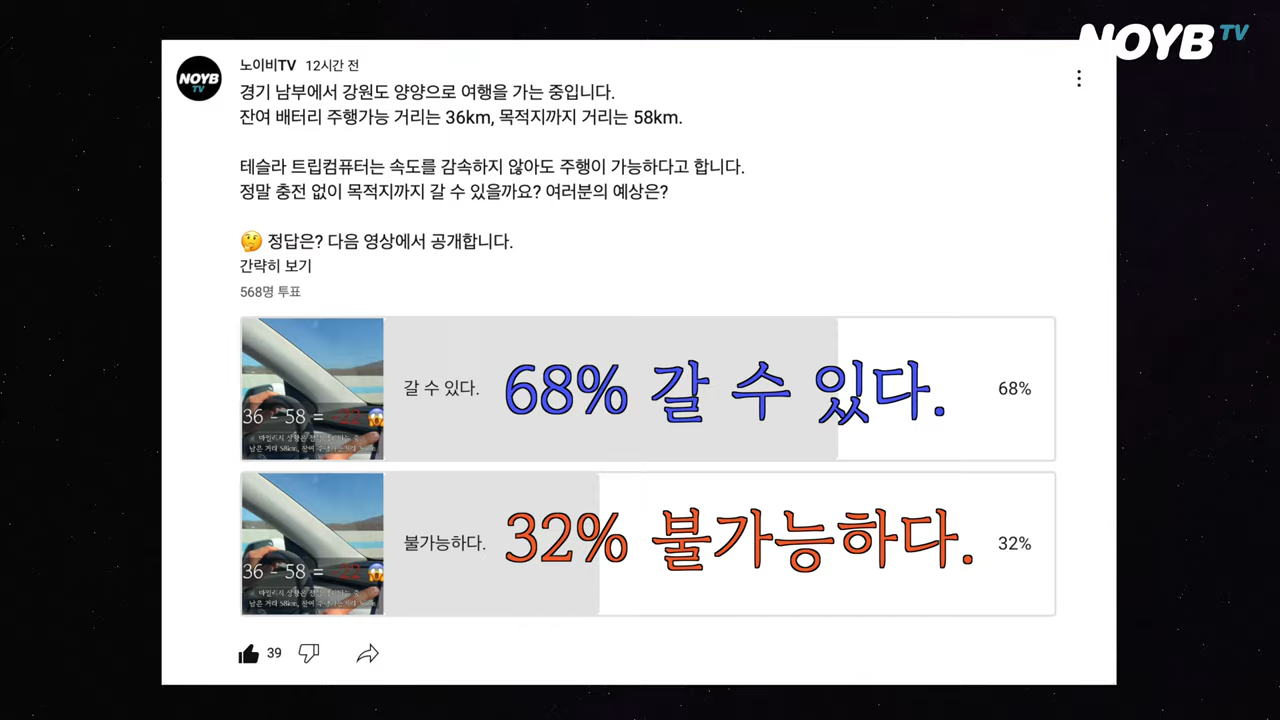 NOYB TV
NOYB
TV
노이비TV 12시간 전
경기 남부에서 강원도 양양으로 여행을 가는 중입니다.
잔여 배터리 주행가능 거리는 36km, 목적지까지 거리는 58km.
테슬라 트립컴퓨터는 속도를 감속하지 않아도 주행이 가능하다고 합니다.
정말 충전 없이 목적지까지 갈 수 있을까요? 여러분의 예상은?
🤔 정답은? 다음 영상에서 공개합니다.
간략히 보기
568명 투표
36 - 58 = -22 😱
갈 수 있다.
68% 갈 수 있다.
68%
36 - 58 = -22 😱
불가능하다.
32% 불가능하다.
32%
39